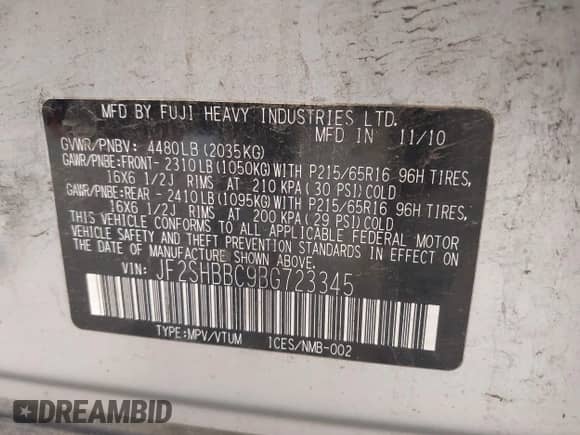 MFD BY FUJI HEAVY INDUSTRIES LTD.
MFD IN 11/10
GVWR/PNBV: 4480LB(2035KG)
GAWR/PNBE:FRONT- 2310LB(1050KG)WITH P215/65R16 96H TIRES,
16X6 1/2J RIMS AT 210 KPA(30 PSI)COLD
GAWR/PNBE:REAR - 2410LB(1095KG)WITH P215/65R16 96H TIRES,
16X6 1/2J RIMS AT 200 KPA(29 PSI)COLD
THIS VEHICLE CONFORMS TO ALL APPLICABLE FEDERAL MOTOR
VEHICLE SAFETY AND THEFT PREVENTION STANDARDS IN EFFECT
ON THE DATE OF MANUFACTURE SHOWN ABOVE.
VIN: JF2SHBBC9BG723345
TYPE:MPV/VTUM ICES/NMB-002
DREAMBID